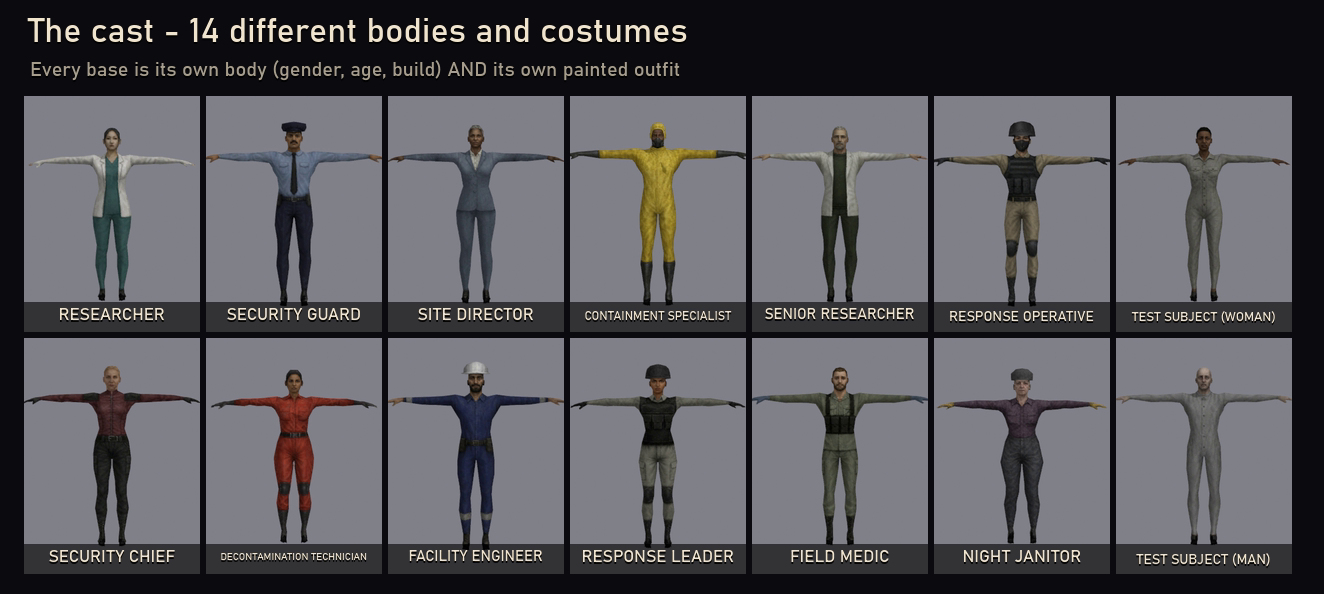 The cast - 14 different bodies and costumes
Every base is its own body (gender, age, build) AND its own painted outfit
RESEARCHER
SECURITY GUARD
SITE DIRECTOR
CONTAINMENT SPECIALIST
SENIOR RESEARCHER
RESPONSE OPERATIVE
TEST SUBJECT (WOMAN)
SECURITY CHIEF
DECONTAMINATION TECHNICIAN
FACILITY ENGINEER
RESPONSE LEADER
FIELD MEDIC
NIGHT JANITOR
TEST SUBJECT (MAN)